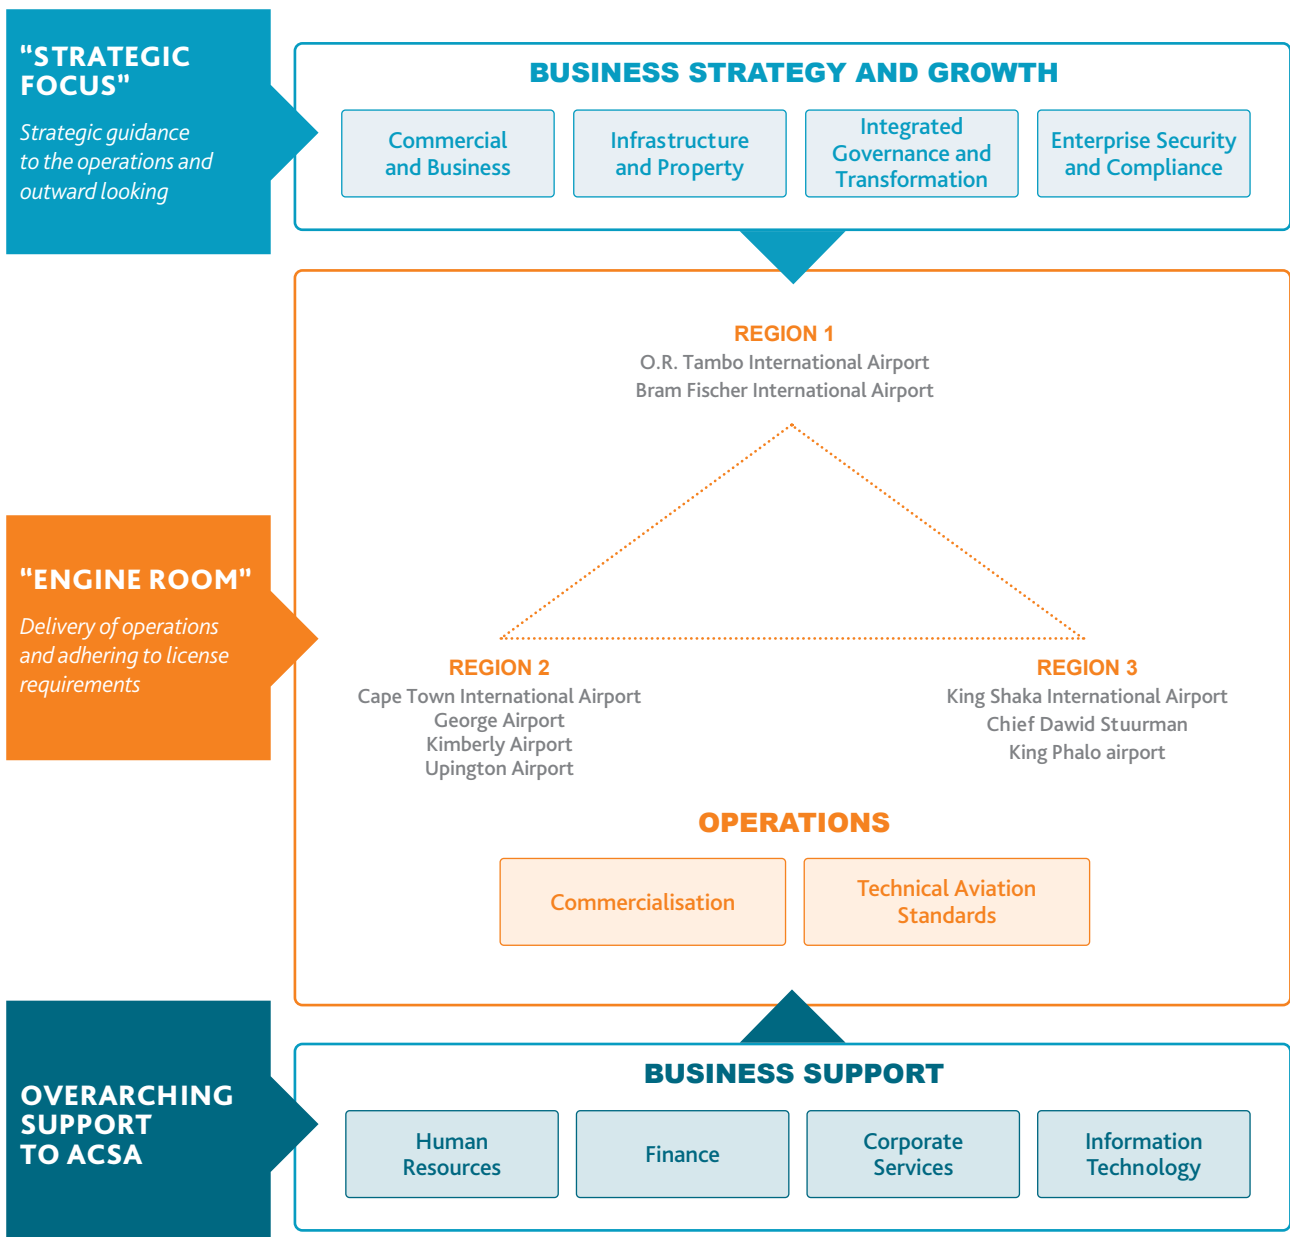 "STRATEGIC
FOCUS"
Strategic guidance
to the operations and
outward looking
BUSINESS STRATEGY AND GROWTH
Commercial
and Business
Infrastructure
and Property
Integrated
Governance and
Transformation
Enterprise Security
and Compliance
"ENGINE ROOM"
Delivery of operations
and adhering to license
requirements
REGION 1
O.R. Tambo International Airport
Bram Fischer International Airport
REGION 2
Cape Town International Airport
George Airport
Kimberly Airport
Upington Airport
REGION 3
King Shaka International Airport
Chief Dawid Stuurman
King Phalo airport
OPERATIONS
Commercialisation
Technical Aviation
Standards
OVERARCHING
SUPPORT
TO ACSA
BUSINESS SUPPORT
Human
Resources
Finance
Corporate
Services
Information
Technology